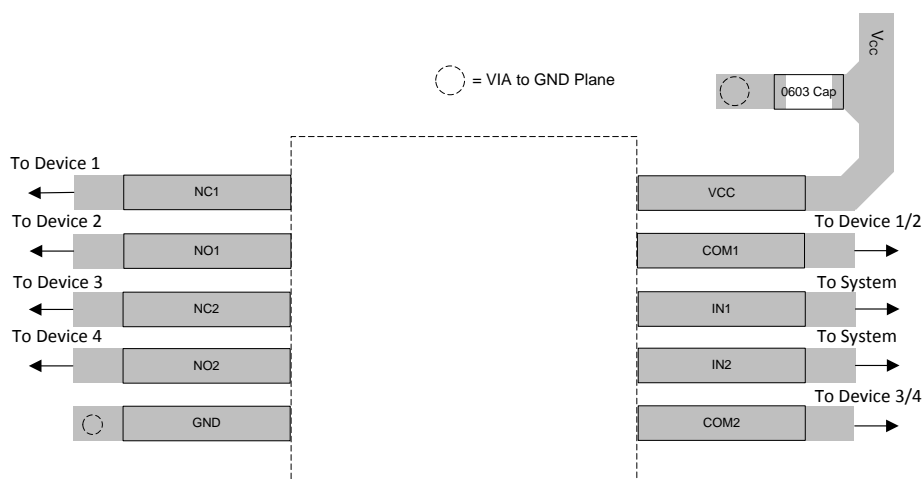 Vcc
= VIA to GND Plane
0603 Cap
To Device 1
NC1
VCC
To Device 2
NO1
To Device 1/2
COM1
To Device 3
NC2
To System
IN1
To Device 4
NO2
To System
IN2
GND
To Device 3/4
COM2